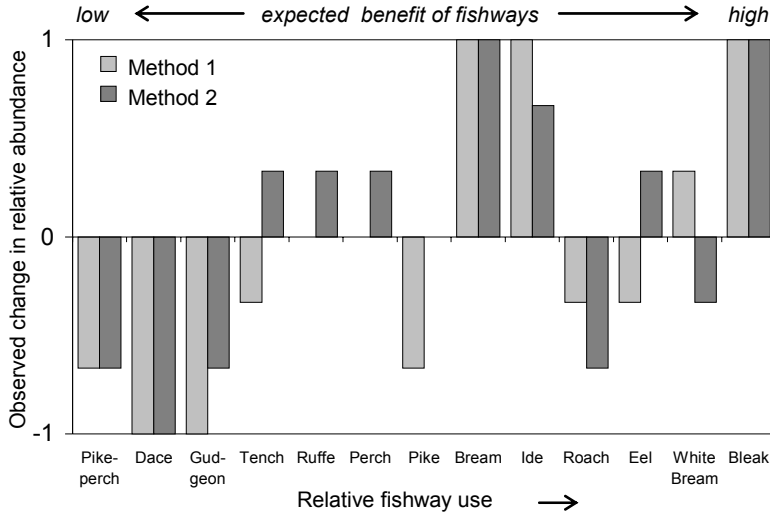 low expected benefit of fishways high
Observed change in relative abundance
1
0
-1
Method 1
Method 2
Pike-
perch
Dace
Gud-
geon
Tench
Ruffe
Perch
Pike
Bream
Ide
Roach
Eel
White
Bream
Bleak
Relative fishway use